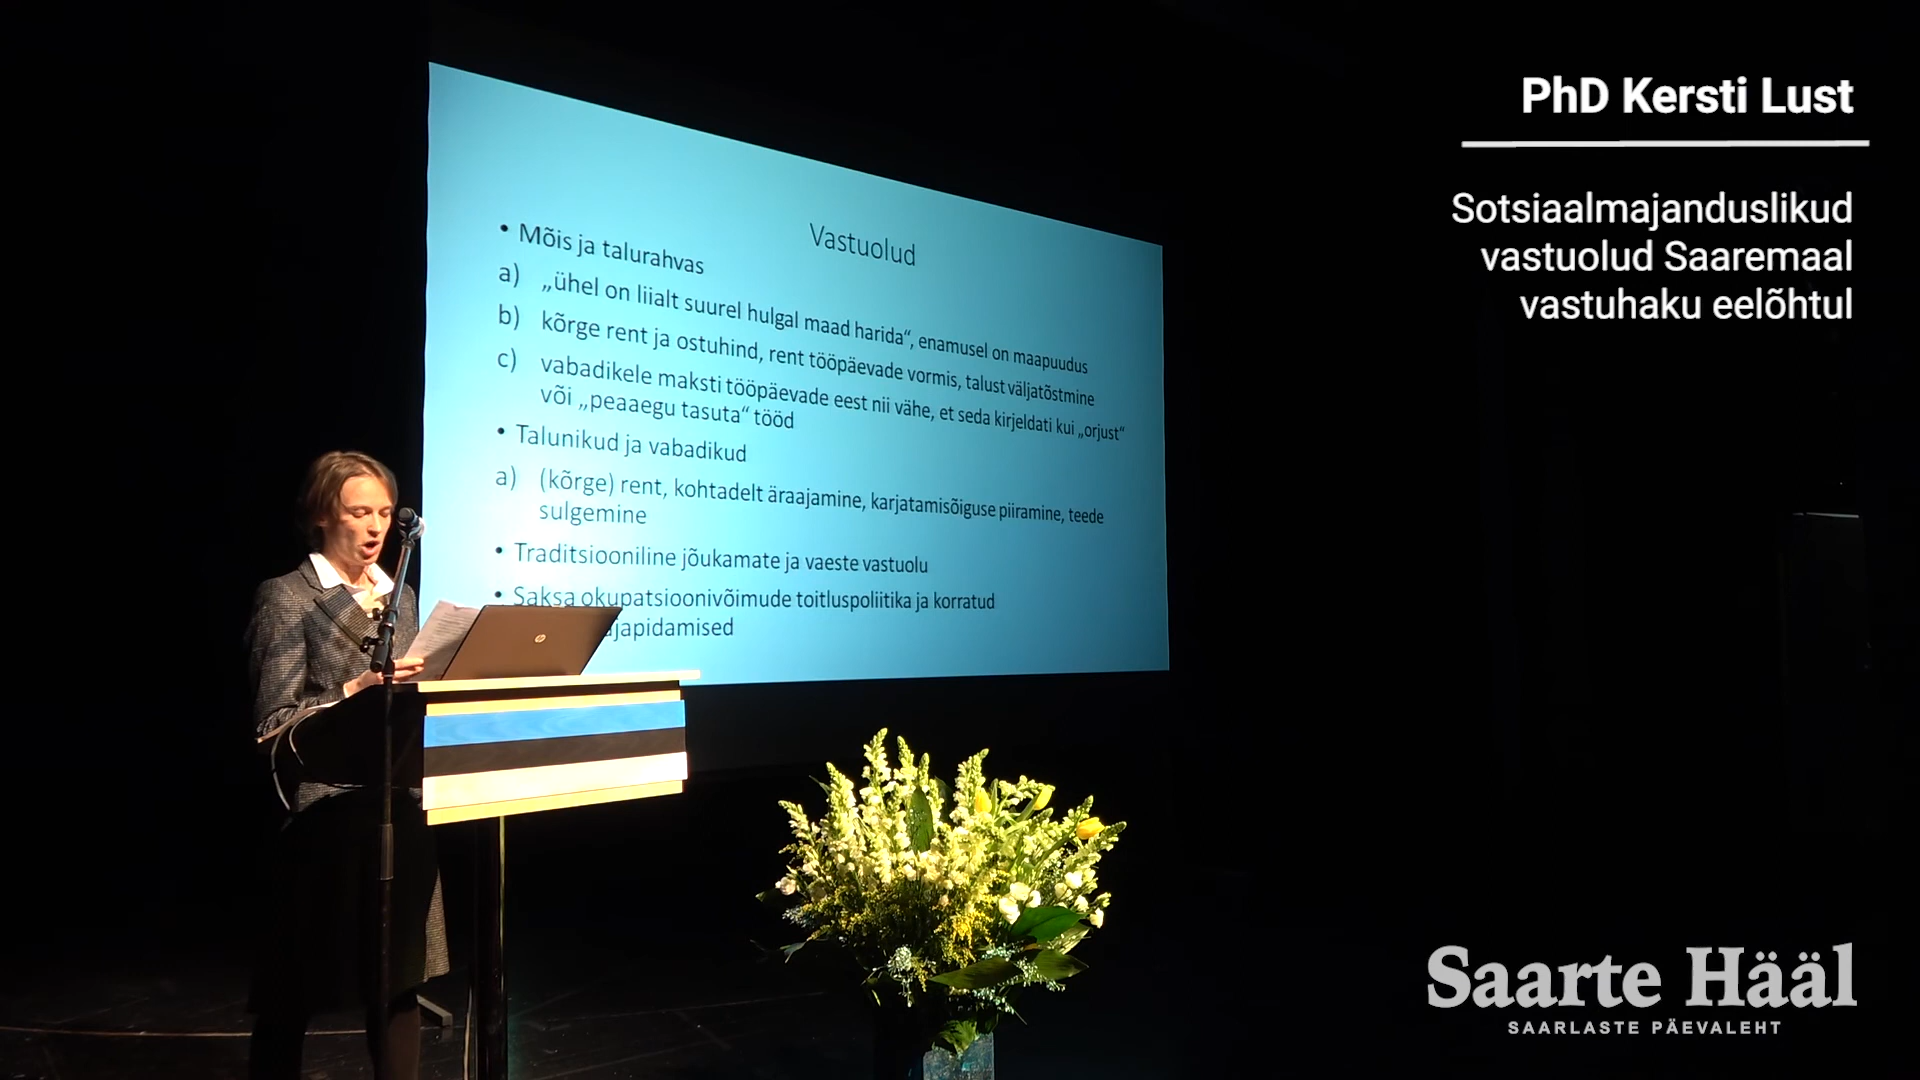 PhD Kersti Lust
Sotsiaalmajanduslikud
vastuolud Saaremaal
vastuhaku eelõhtul
Vastuolud
• Mõis ja talurahvas
a) „ühel on liialt suurel hulgal maad harida“, enamusel on maapuudus
b) kõrge rent ja ostuhind, rent tööpäevade vormis, talust väljatõstmine
c) vabadikele maksti tööpäevade eest nii vähe, et seda kirjeldati kui „orjust“
või „peaaegu tasuta“ tööd
• Talunikud ja vabadikud
a) (kõrge) rent, kohtadelt äraajamine, karjatamisõiguse piiramine, teede
sulgemine
• Traditsiooniline jõukamate ja vaeste vastuolu
• Saksa okupatsioonivõimude toitluspoliitika ja korratud
ajapidamised
hp
Saarte Hääl
SAARLASTE PÄEVALEHT